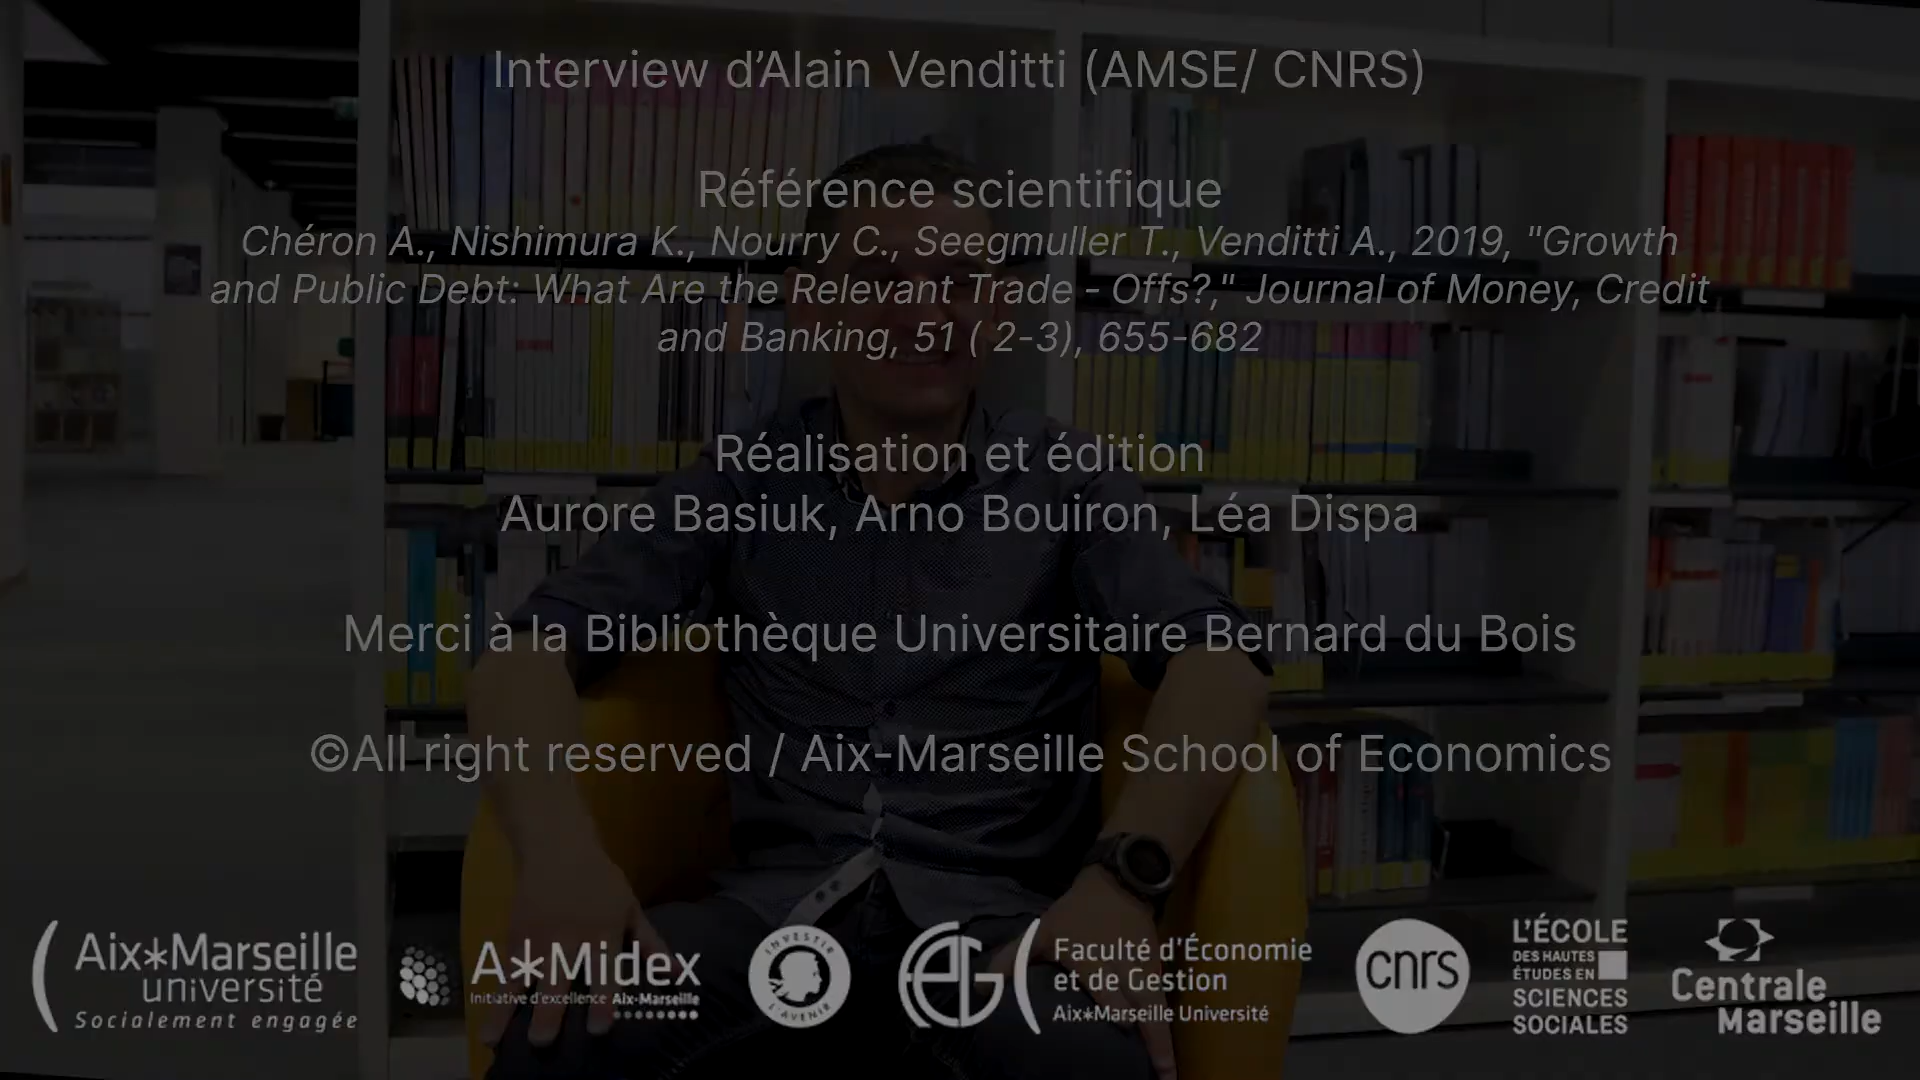 Interview d’Alain Venditti (AMSE/ CNRS)
Référence scientifique
Chéron A., Nishimura K., Nourry C., Seegmuller T., Venditti A., 2019, "Growth
and Public Debt: What Are the Relevant Trade - Offs?," Journal of Money, Credit
and Banking, 51 ( 2-3), 655-682
Réalisation et édition
Aurore Basiuk, Arno Bouiron, Léa Dispa
Merci à la Bibliothèque Universitaire Bernard du Bois
©All right reserved / Aix-Marseille School of Economics
Aix*Marseille
université
Socialement engagée
A*Midex
Initiative d'excellence Aix-Marseille
INVESTIR
L'AVENIR
FEG
Faculté d'Économie
et de Gestion
Aix*Marseille Université
cnrs
L'ÉCOLE
DES HAUTES
ÉTUDES EN
SCIENCES
SOCIALES
Centrale
Marseille